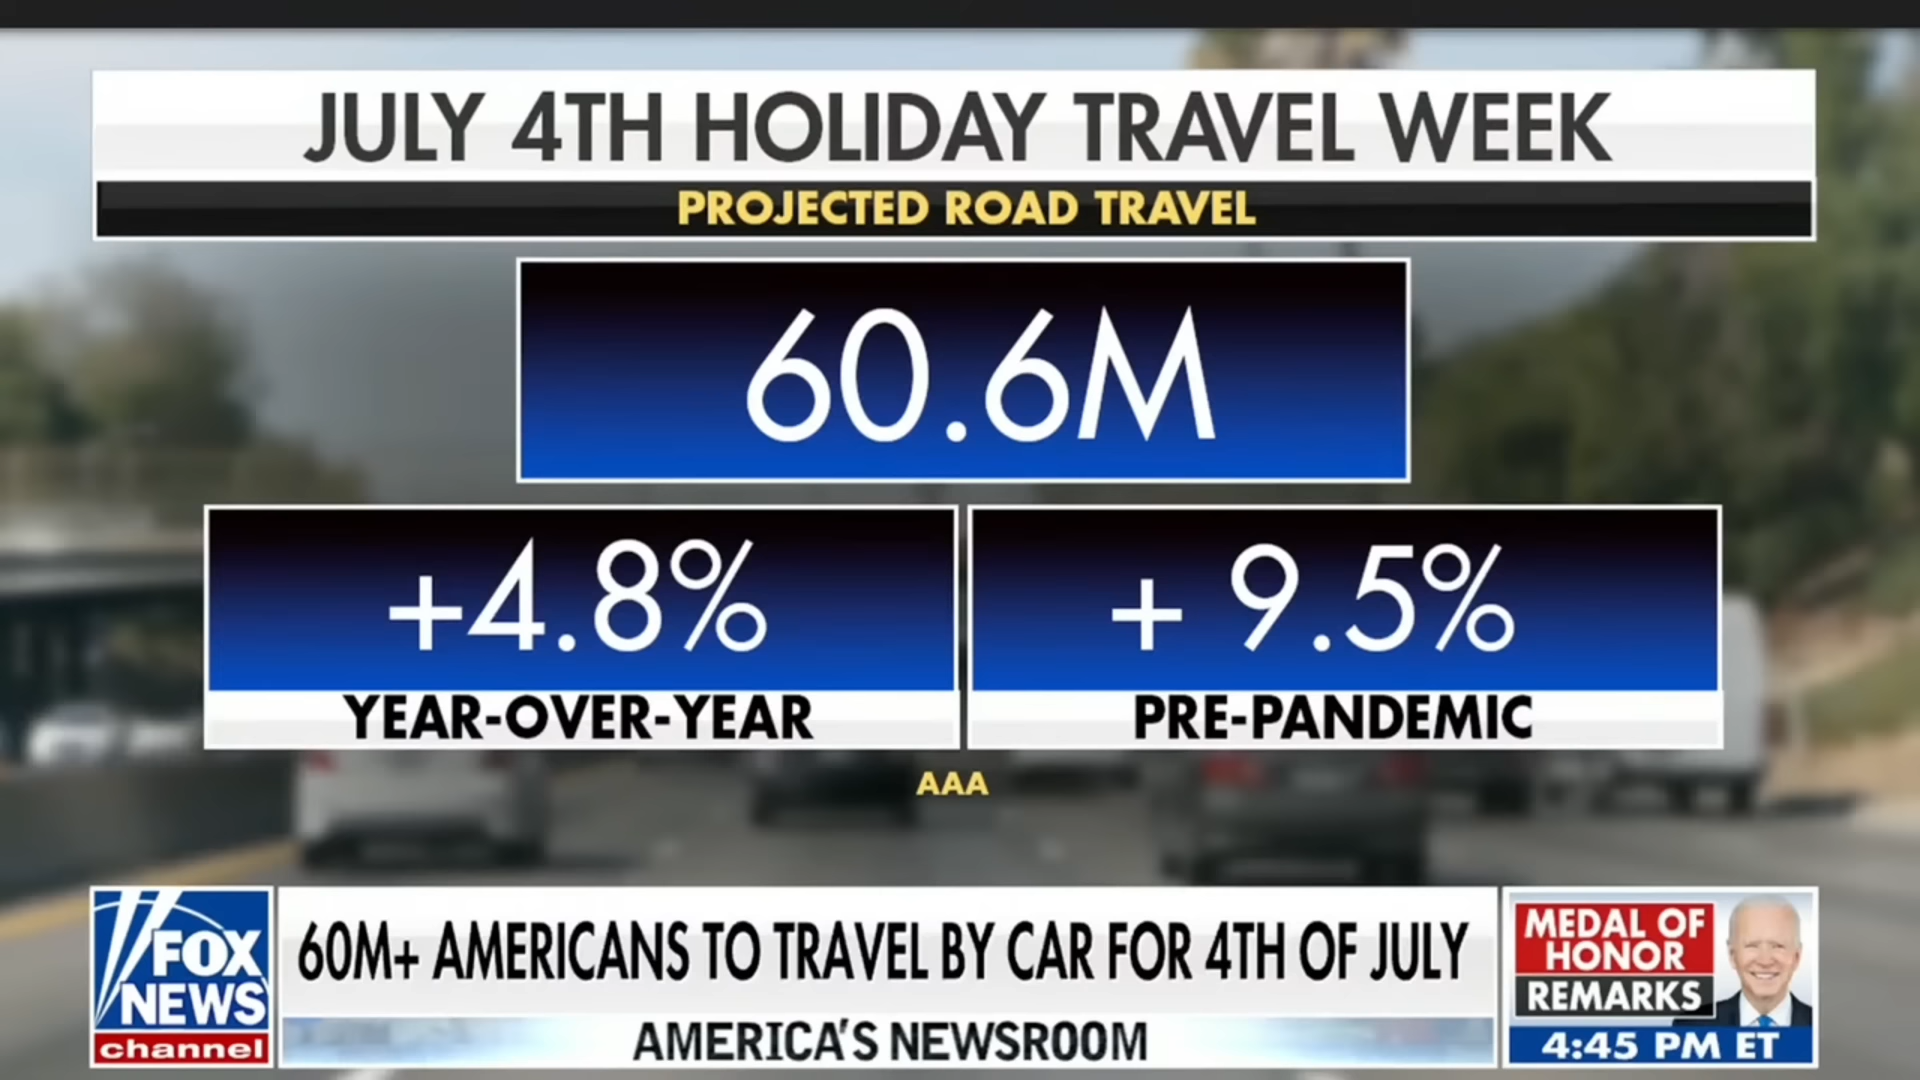 JULY 4TH HOLIDAY TRAVEL WEEK
PROJECTED ROAD TRAVEL
60.6M
+4.8%
YEAR-OVER-YEAR
+ 9.5%
PRE-PANDEMIC
AAA
FOX
NEWS
channel
60M+ AMERICANS TO TRAVEL BY CAR FOR 4TH OF JULY
AMERICA'S NEWSROOM
MEDAL OF
HONOR
REMARKS
4:45 PM ET